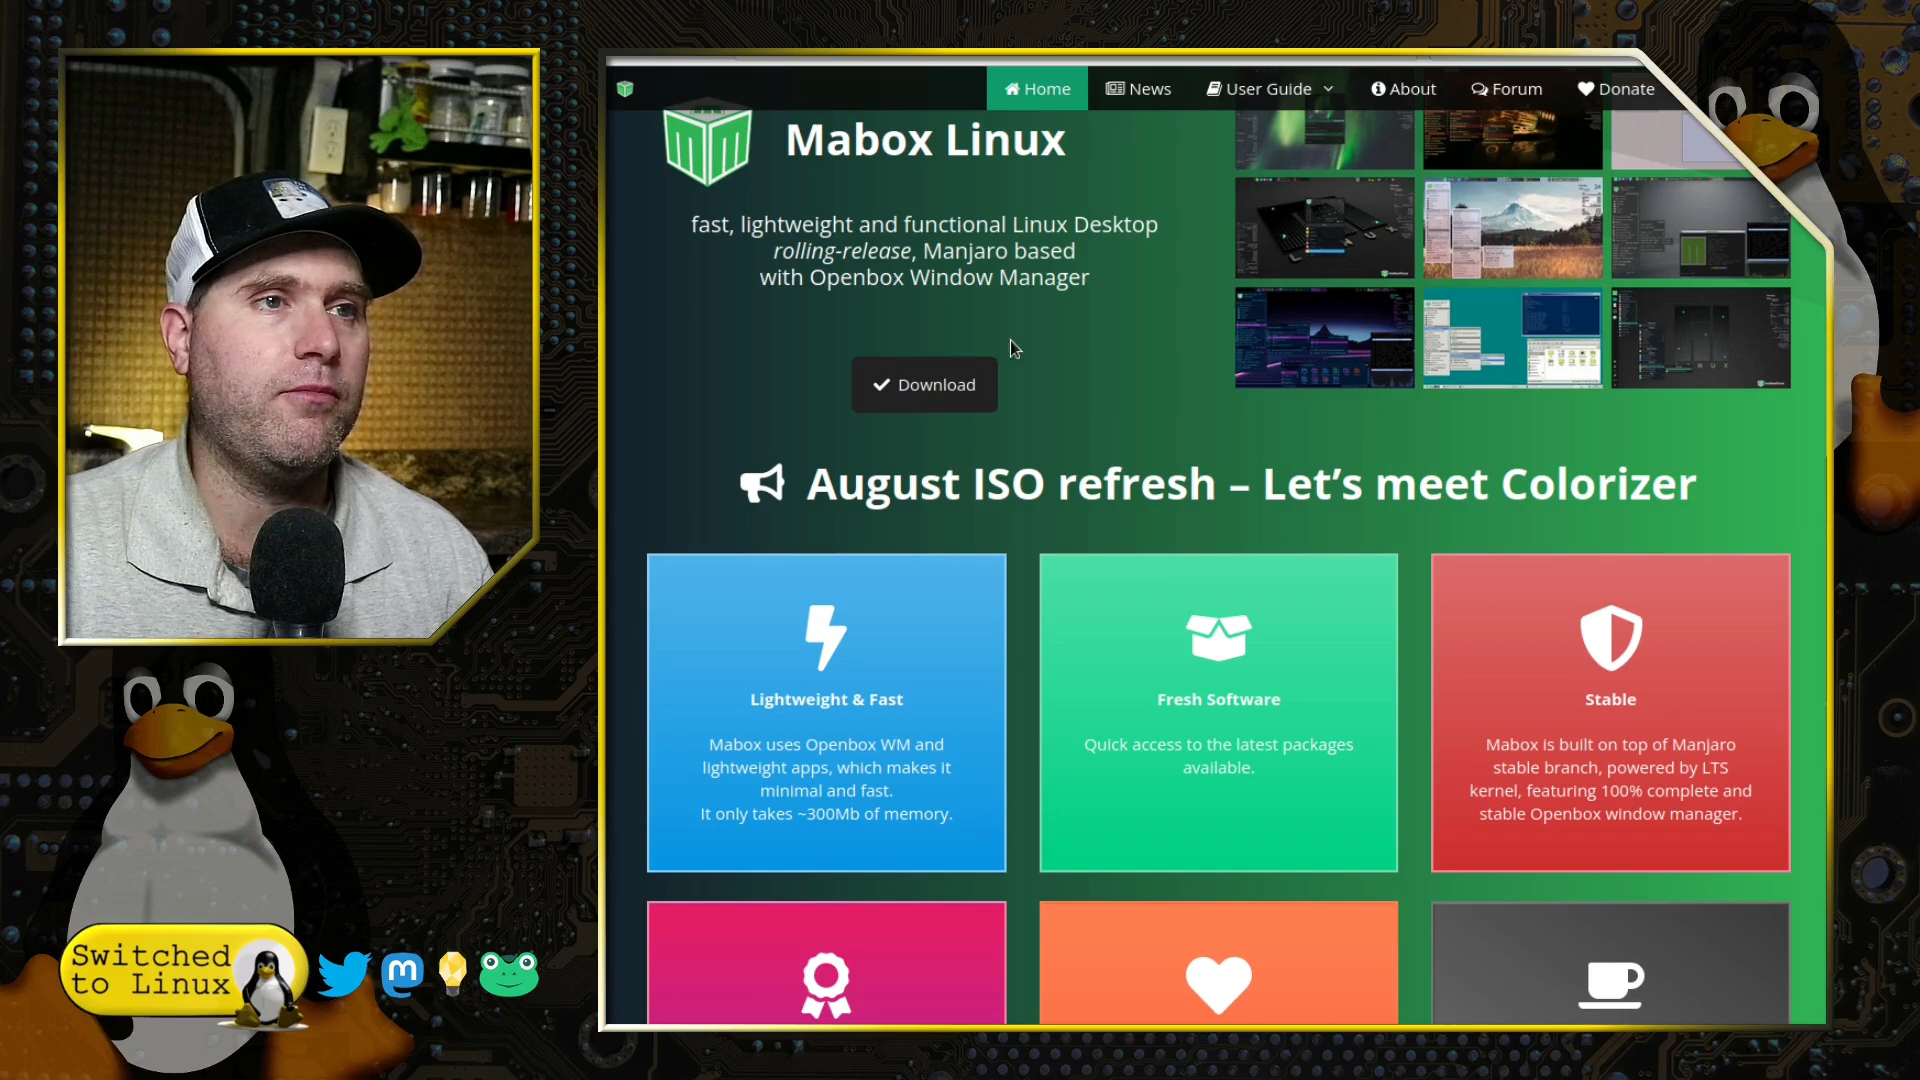 Home
News
User Guide
About
Forum
Donate
Mabox Linux
fast, lightweight and functional Linux Desktop
rolling-release, Manjaro based
with Openbox Window Manager
Download
August ISO refresh – Let’s meet Colorizer
Lightweight & Fast
Mabox uses Openbox WM and
lightweight apps, which makes it
minimal and fast.
It only takes ~300Mb of memory.
Fresh Software
Quick access to the latest packages
available.
Stable
Mabox is built on top of Manjaro
stable branch, powered by LTS
kernel, featuring 100% complete and
stable Openbox window manager.
Switched
to Linux